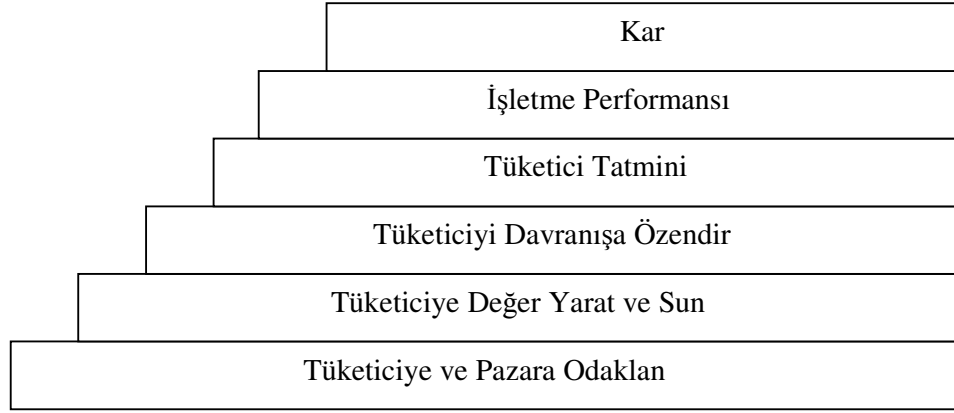 Kar
İşletme Performansı
Tüketici Tatmini
Tüketiciyi Davranışa Özendir
Tüketiciye Değer Yarat ve Sun
Tüketiciye ve Pazara Odaklan